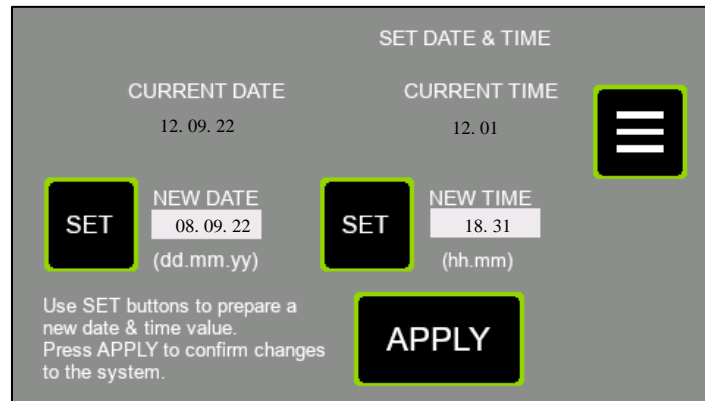 SET DATE & TIME
CURRENT DATE
CURRENT TIME
12. 09. 22
12. 01
SET
NEW DATE
08. 09. 22
(dd.mm.yy)
SET
NEW TIME
18. 31
(hh.mm)
Use SET buttons to prepare a
new date & time value.
Press APPLY to confirm changes
to the system.
APPLY